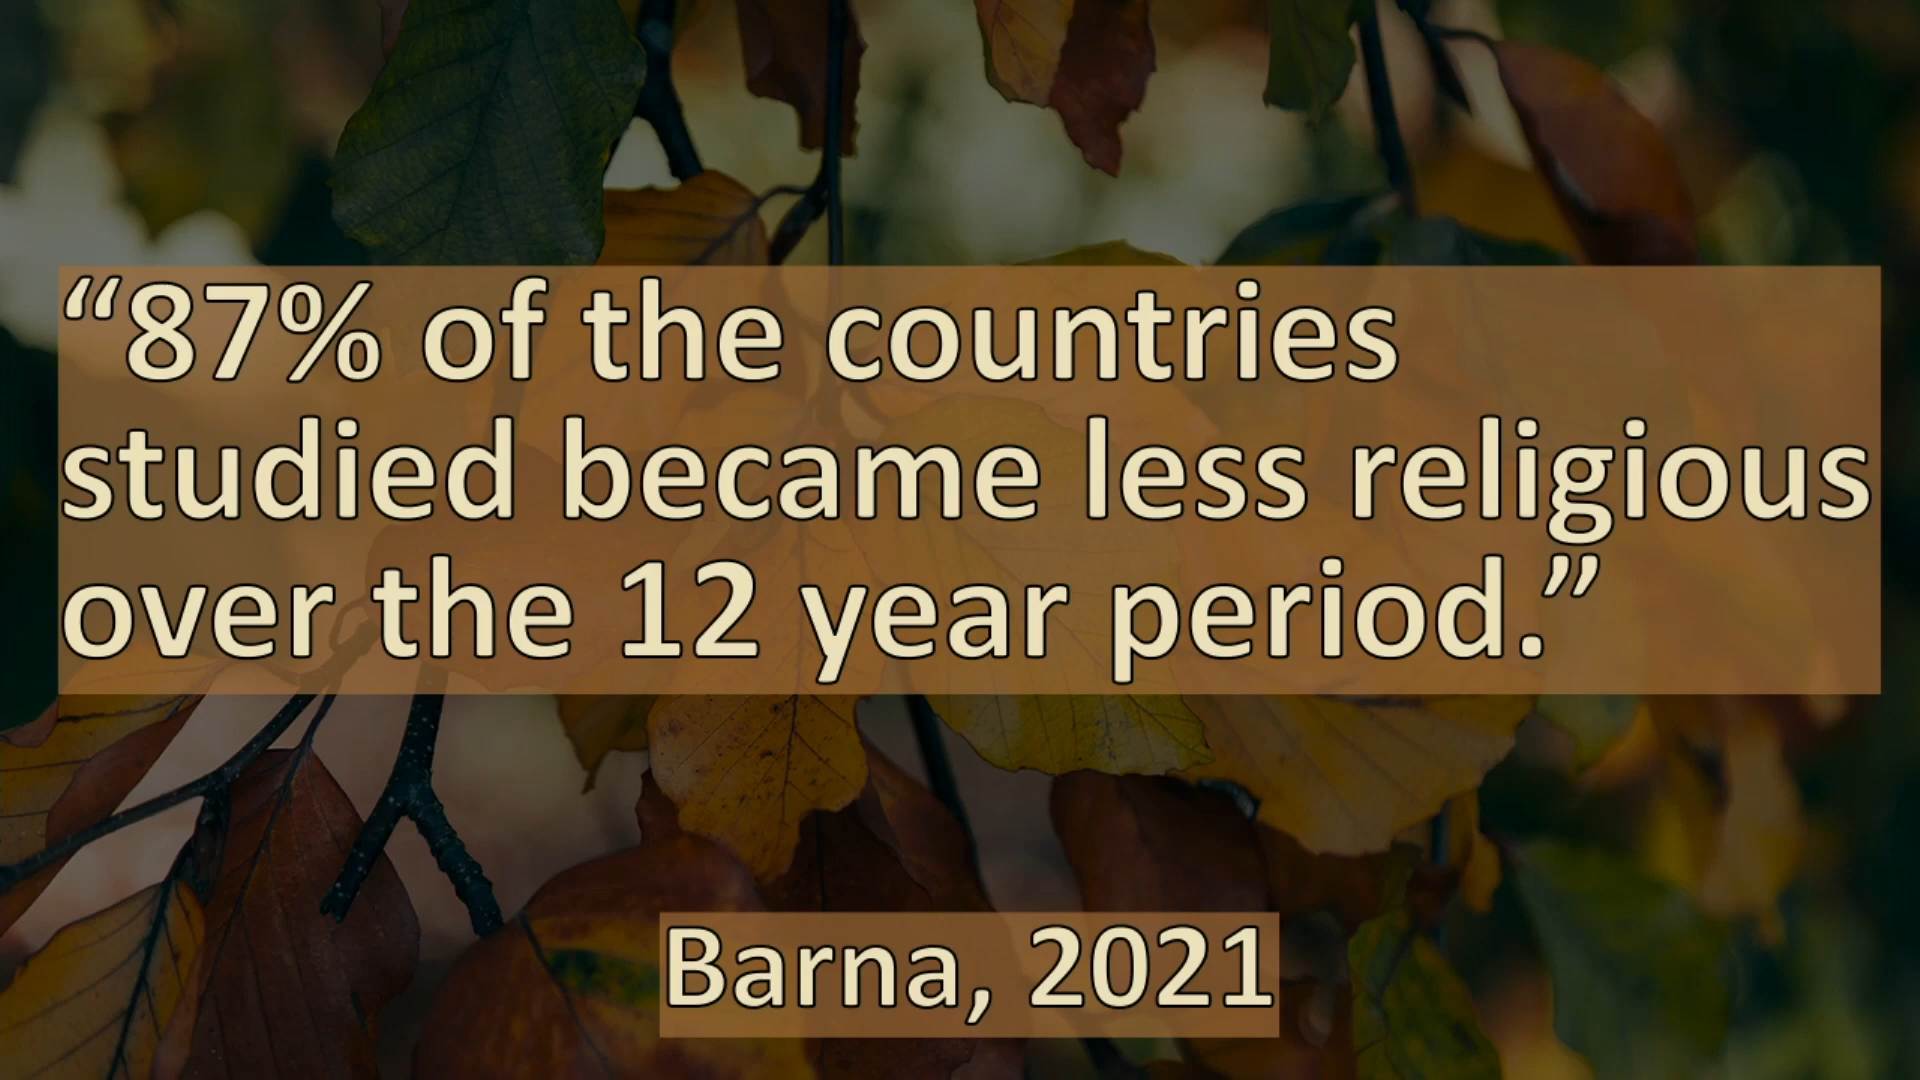 “87% of the countries
studied became less religious
over the 12 year period.”
Barna, 2021